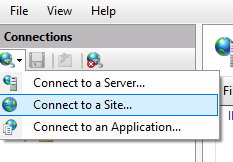 File View Help
Connections
Connect to a Server...
Connect to a Site...
Connect to an Application...